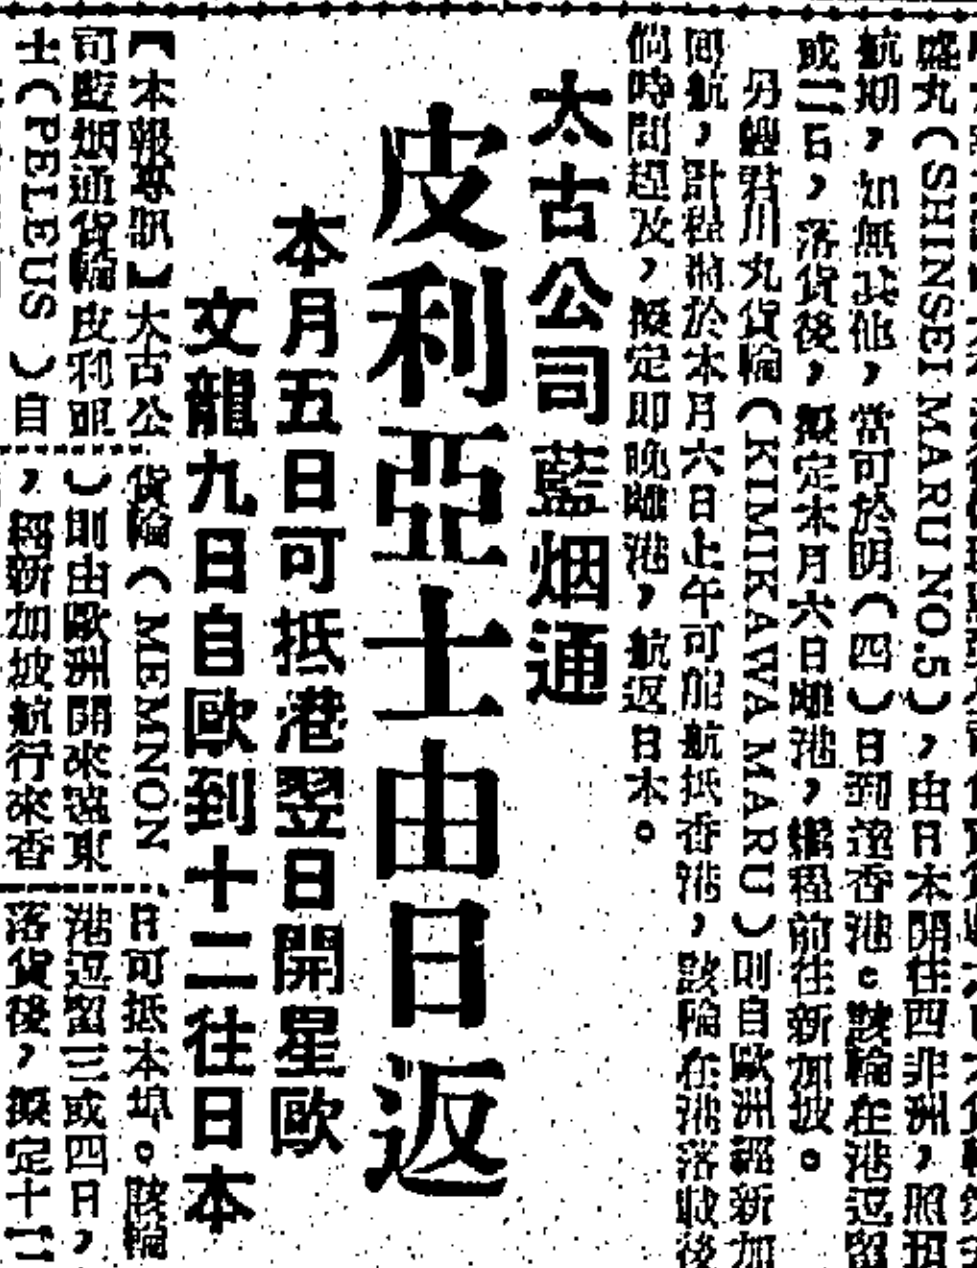 盛丸（SHINSEI MARU NO.5），由日本開往西非洲，照現
航期，如無其他，當可於明（四）日到達香港。該輪在港逗留
或二日，落貨後，擬定本月六日離港，繼程前往新加坡。
另艘君川丸貨輪（KIMIKAWA MARU）則自歐洲經新加
同航，計程將於本月六日上午可能航抵香港，該輪在港落貨後
倘時間趕及，擬定即晚離港，航返日本。
太古公司藍烟通
皮利亞士由日返
本月五日可抵港翌日開星歐
文龍九日自歐到十二往日本
【本報專訊】太古公
司藍烟通貨輪皮利亞
士（PELEUS）自
貨輪（MEMNON
）則由歐洲開來遠東
，經新加坡航行來香
日可抵本埠。該輪
港逗留三或四日，
落貨後，擬定十二